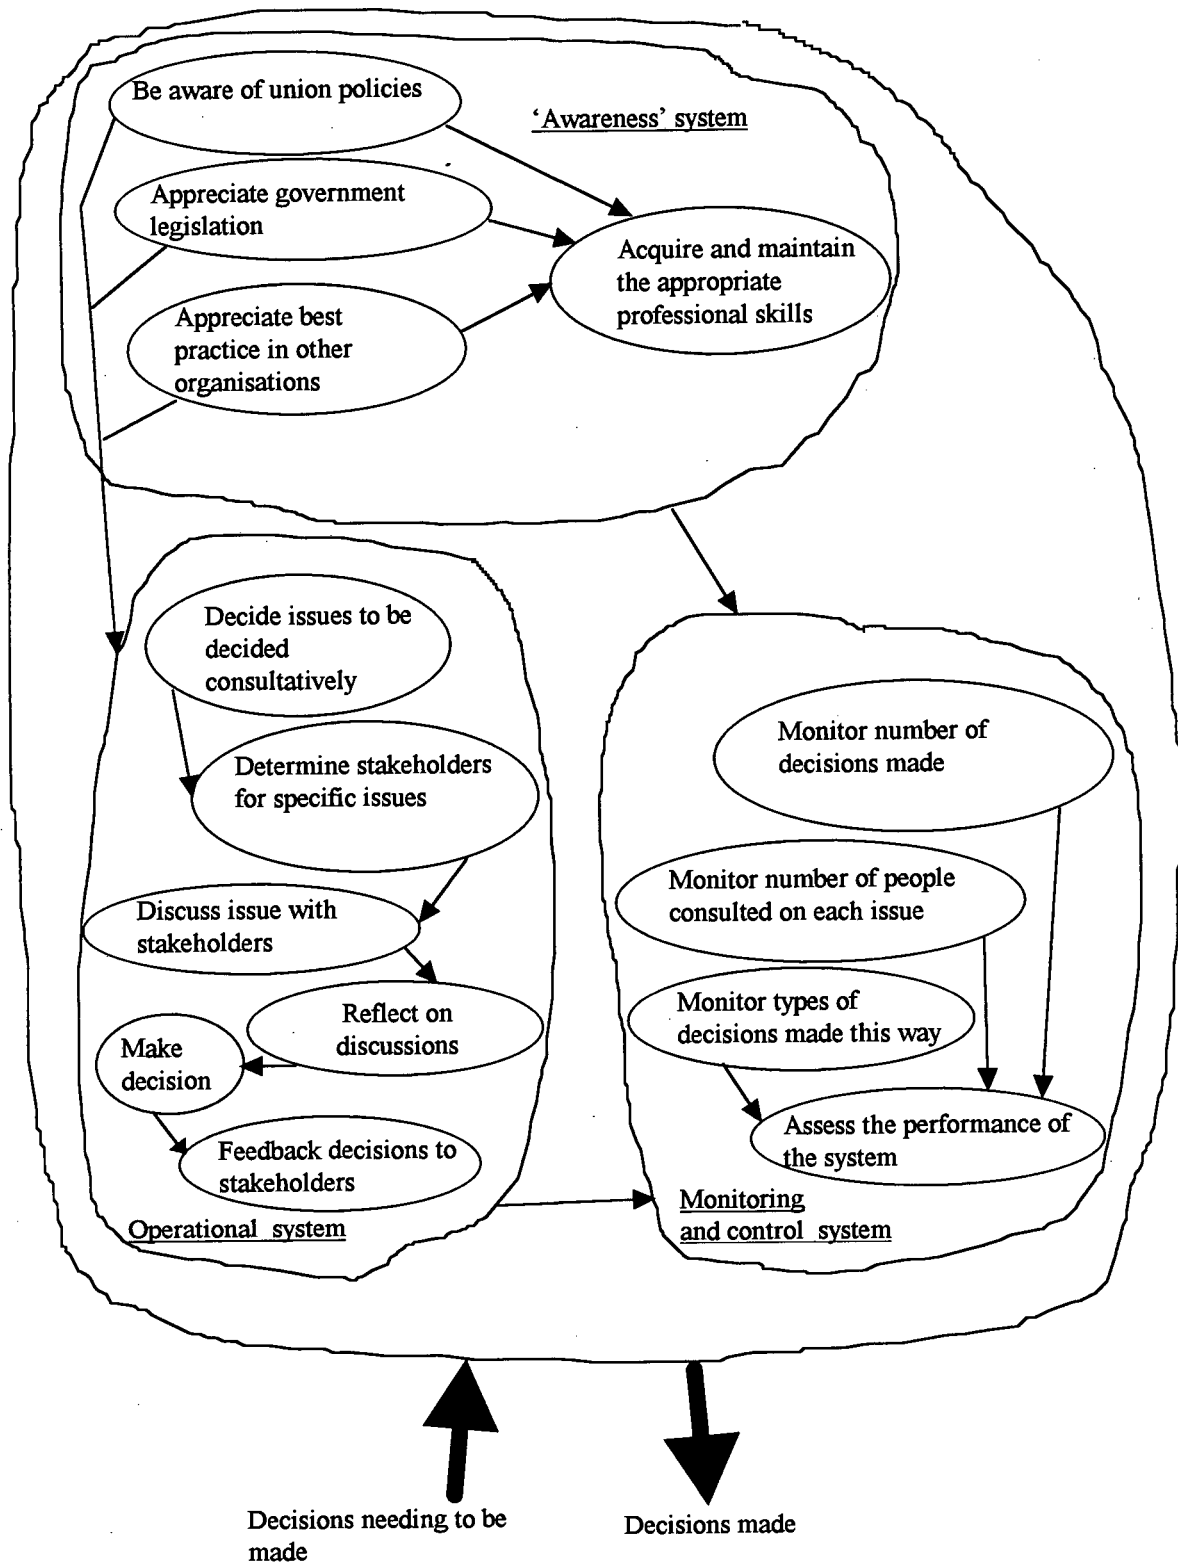 Be aware of union policies
'Awareness' system
Appreciate government
legislation
Acquire and maintain
the appropriate
professional skills
Appreciate best
practice in other
organisations
Decide issues to be
decided
consultatively
Determine stakeholders
for specific issues
Discuss issue with
stakeholders
Reflect on
discussions
Make
decision
Feedback decisions to
stakeholders
Operational system
Monitor number of
decisions made
Monitor number of people
consulted on each issue
Monitor types of
decisions made this way
Assess the performance of
the system
Monitoring
and control system
Decisions needing to be
made
Decisions made